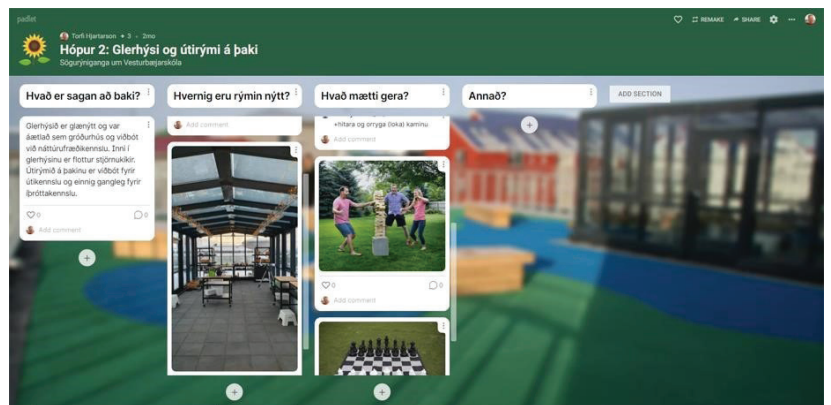 padlet
REMAKE
SHARE
Torfi Hjartarson + 3 · 2mo
Hópur 2: Glerhýsi og útirými á þaki
Sögurýniganga um Vesturbæjarskóla
Hvað er sagan að baki?
Glerhýsið er glænýtt og var
áætlað sem gróðurhús og viðbót
við náttúrufræðikennslu. Inni í
glerhýsinu er flottur stjörnukíkir.
Útirýmið á þakinu er viðbót fyrir
útikennslu og einnig gangleg fyrir
íþróttakennslu.
0
0
Add comment
Hvernig eru rýmin nýtt?
Add comment
Hvað mætti gera?
+hitara og orryga (loka) kamínu
Add comment
0
0
Add comment
Annað?
ADD SECTION